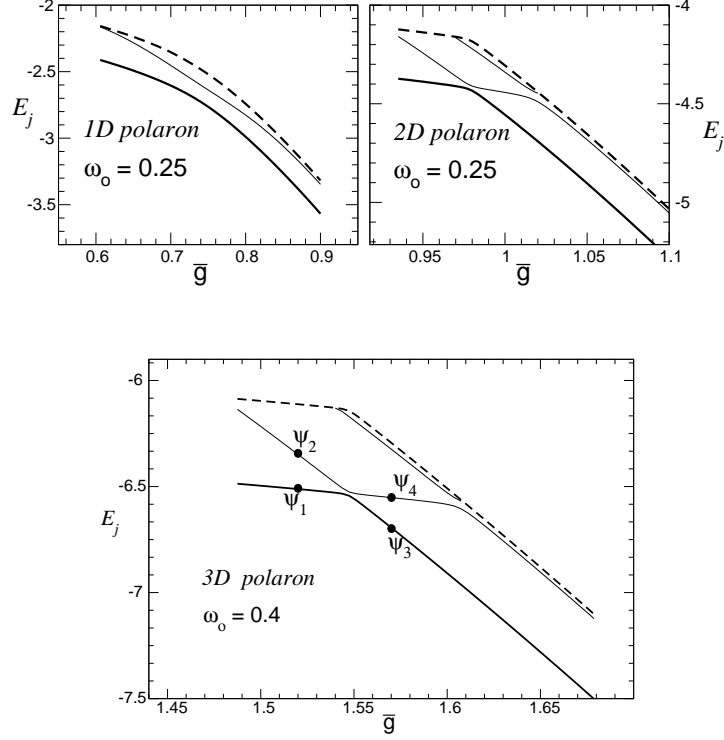 -2
-2.5
-3
-3.5
E_j
1D polaron
ω_o = 0.25
0.6
0.7
0.8
0.9
g̅
-4
-4.5
-5
E_j
2D polaron
ω_o = 0.25
0.95
1
1.05
1.1
g̅
-6
-6.5
-7
-7.5
E_j
ψ_2
ψ_1
ψ_4
ψ_3
3D polaron
ω_o = 0.4
1.45
1.5
1.55
1.6
1.65
g̅